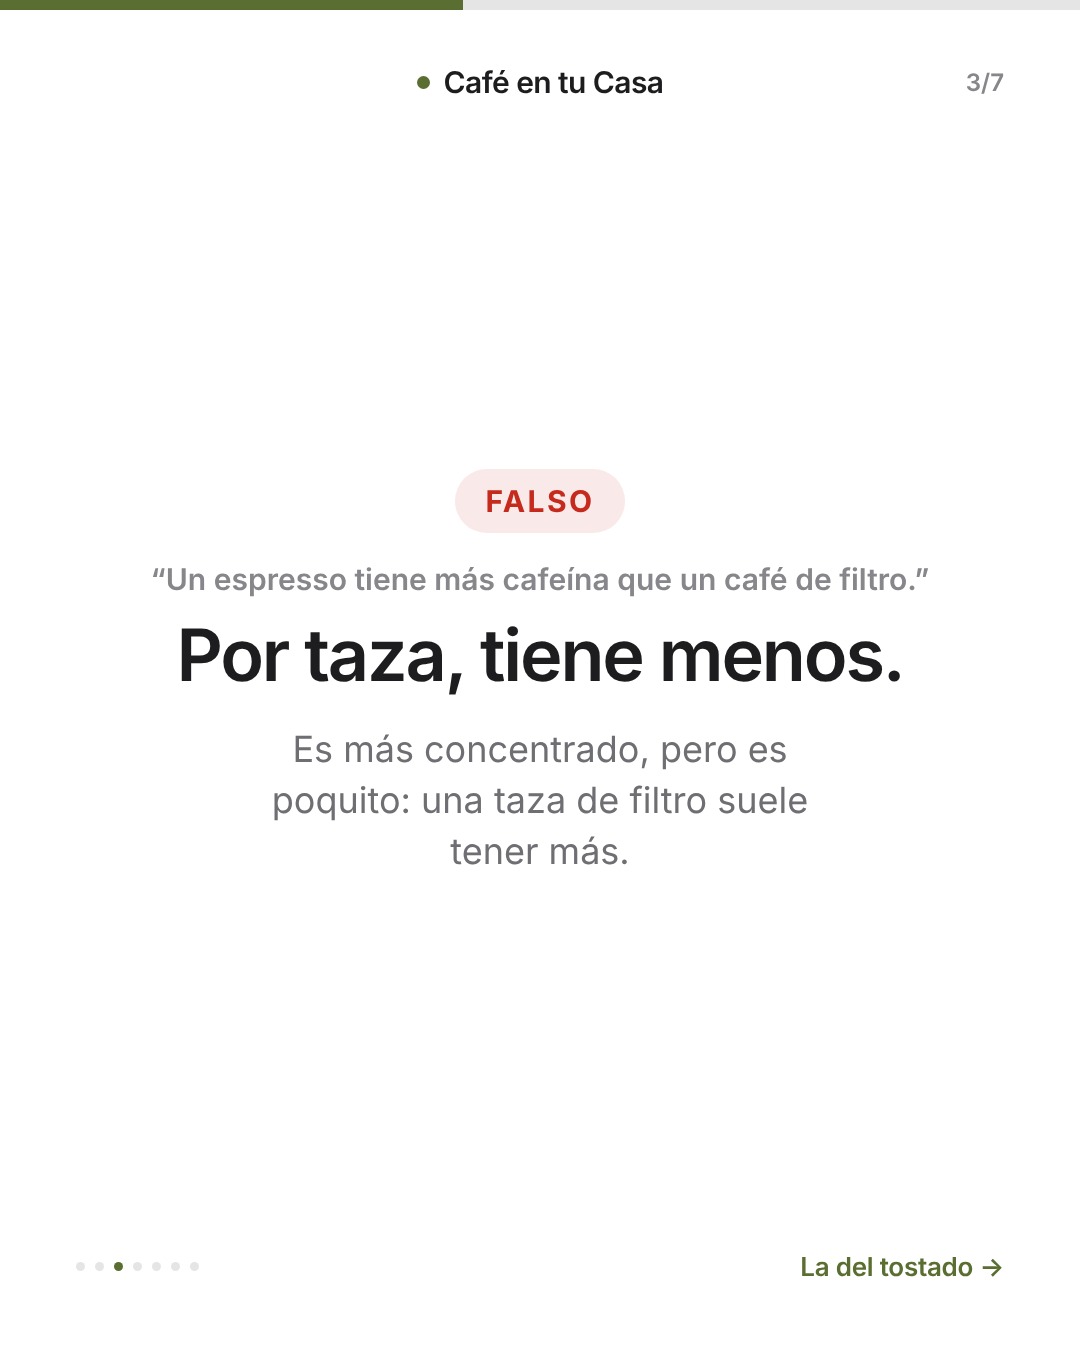 Café en tu Casa
3/7
FALSO
“Un espresso tiene más cafeína que un café de filtro.”
Por taza, tiene menos.
Es más concentrado, pero es
poquito: una taza de filtro suele
tener más.
La del tostado →